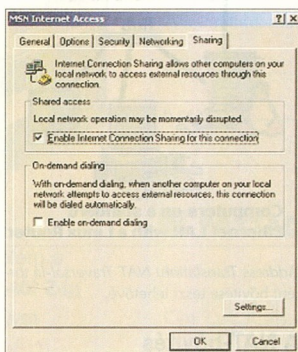 MSN Internet Access
General Options Security Networking Sharing
Internet Connection Sharing allows other computers on your
local network to access external resources through this
connection.
Shared access
Local network operation may be momentarily disrupted.
Enable Internet Connection Sharing for this connection
On-demand dialing
With on-demand dialing, when another computer on your local
network attempts to access external resources, this connection
will be dialed automatically.
Enable on-demand dialing
Settings...
OK Cancel